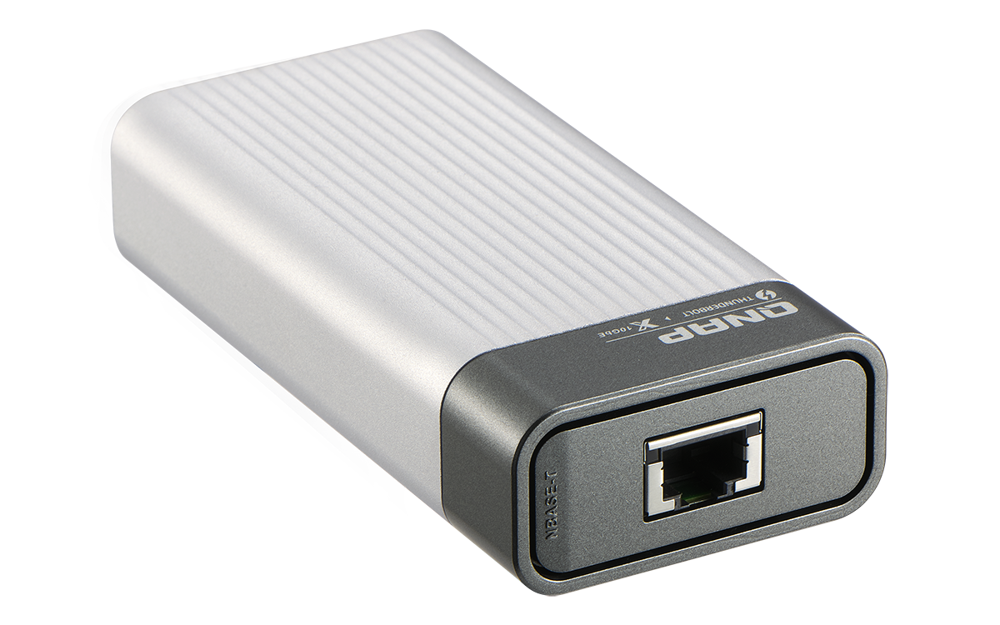 QNAP
THUNDERBOLT ▸ X 10GbE
NBASE-T